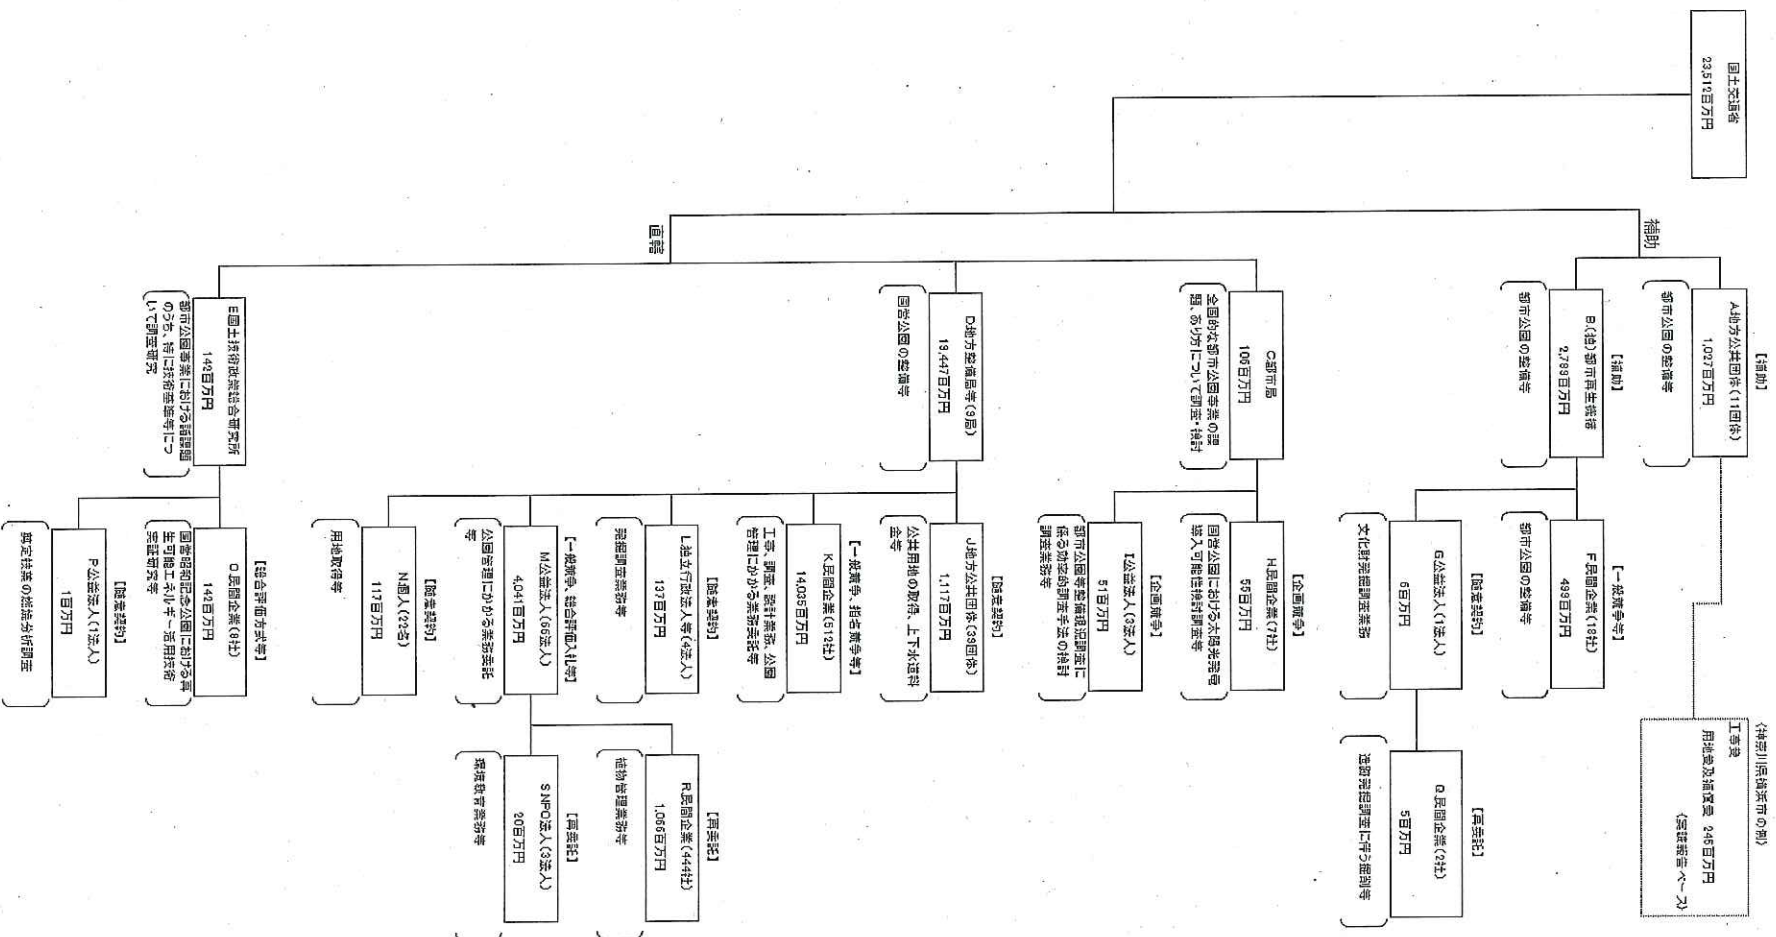 国土交通省
23,512百万円
補助
直轄
【補助】
A地方公共団体(11団体)
1,027百万円
都市公園の整備等
〈神奈川県横浜市の例〉
工事費
用地費及補償費 246百万円
〈実績報告ベース〉
【補助】
B.(独)都市再生機構
2,789百万円
都市公園の整備等
【一般競争等】
F民間企業(18社)
499百万円
都市公園の整備等
【随意契約】
G公益法人(1法人)
6百万円
文化財発掘調査業務
【再委託】
Q民間企業(2社)
5百万円
遺跡発掘調査に伴う掘削等
C都市局
106百万円
全国的な都市公園事業の課
題、あり方について調査・検討
【企画競争】
H.民間企業(7社)
55百万円
国営公園における太陽光発電
導入可能性検討調査等
【企画競争】
I公益法人(3法人)
51百万円
都市公園等整備現況調査に
係る効率的調査手法の検討
調査業務等
D地方整備局等(9局)
19,447百万円
国営公園の整備等
【随意契約】
J地方公共団体(39団体)
1,117百万円
公共用地の取得、上下水道料
金等
【一般競争、指名競争等】
K民間企業(512社)
14,035百万円
工事、調査、設計業務、公園
管理にかかる業務委託等
【随意契約】
L独立行政法人等(4法人)
137百万円
発掘調査業務等
【一般競争、総合評価入札等】
M公益法人(66法人)
4,041百万円
公園管理にかかる業務委託
等
【再委託】
R民間企業(444社)
1,066百万円
植物管理業務等
【再委託】
S NPO法人(3法人)
20百万円
環境教育業務等
【随意契約】
N個人(22名)
117百万円
用地取得等
E国土技術政策総合研究所
142百万円
都市公園事業における諸課題
のうち、特に技術基準等につ
いて調査研究
【総合評価方式等】
O民間企業(8社)
142百万円
国営昭和記念公園における再
生可能エネルギー活用技術
実証研究等
【随意契約】
P公益法人(1法人)
1百万円
剪定枝葉の燃焼分析調査